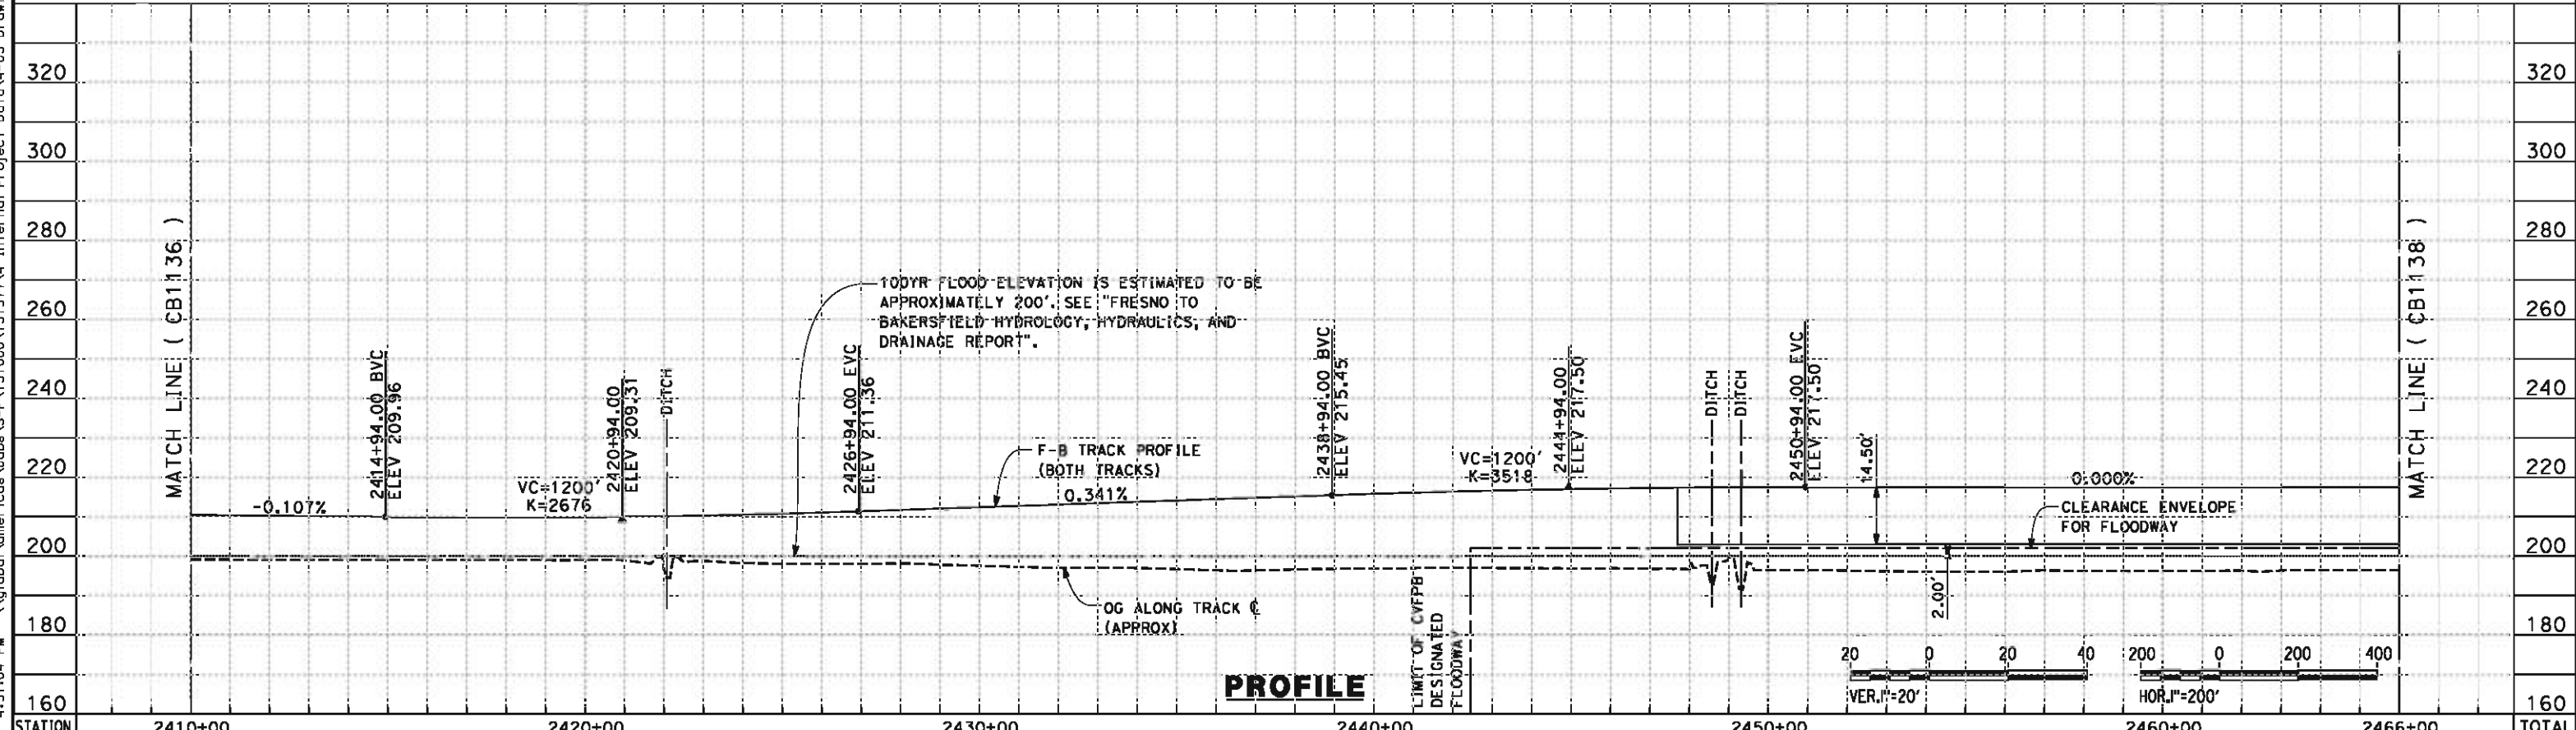 320
300
280
260
240
220
200
180
160
320
300
280
260
240
220
200
180
160
MATCH LINE ( CB1136 )
MATCH LINE ( CB1138 )
100YR FLOOD ELEVATION IS ESTIMATED TO BE
APPROXIMATELY 200'. SEE "FRESNO TO
BAKERSFIELD HYDROLOGY, HYDRAULICS, AND
DRAINAGE REPORT".
2414+94.00 BVC
ELEV 209.96
2420+94.00
ELEV 209.31
DITCH
2426+94.00 EVC
ELEV 211.36
2438+94.00 BVC
ELEV 215.45
2444+94.00
ELEV 217.50
DITCH
DITCH
2450+94.00 EVC
ELEV 217.50
14.50'
F-B TRACK PROFILE
(BOTH TRACKS)
-0.107%
VC=1200'
K=2676
0.341%
VC=1200'
K=3518
0.000%
CLEARANCE ENVELOPE
FOR FLOODWAY
OG ALONG TRACK ℄
(APPROX)
2.00'
LIMIT OF CVFPB
DESIGNATED
FLOODWAY
PROFILE
20 0 20 40
VER.1"=20'
200 0 200 400
HOR.1"=200'
STATION 2410+00 2420+00 2430+00 2440+00 2450+00 2460+00 2466+00 TOTAL